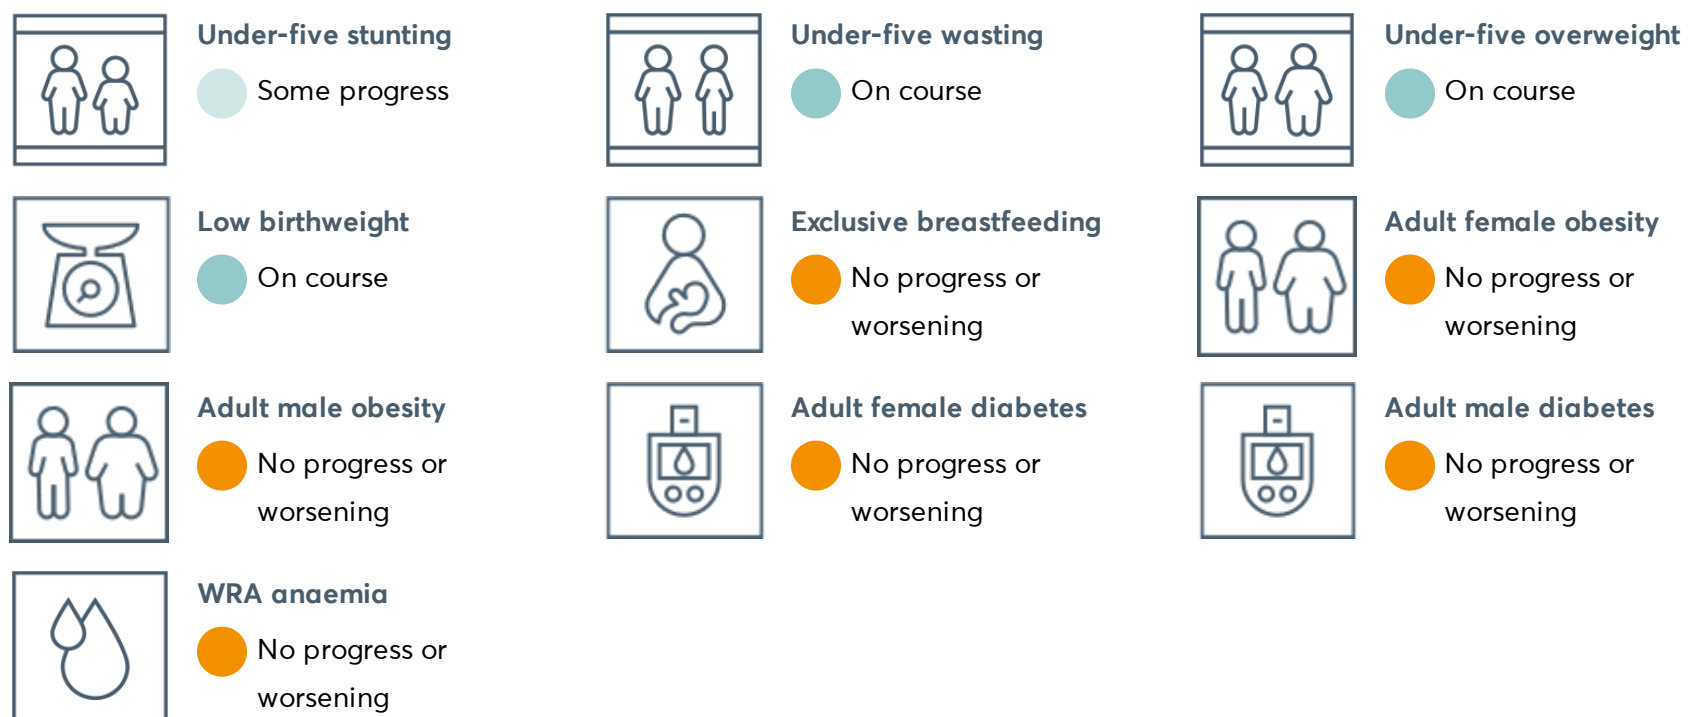 Under-five stunting
Some progress
Under-five wasting
On course
Under-five overweight
On course
Low birthweight
On course
Exclusive breastfeeding
No progress or
worsening
Adult female obesity
No progress or
worsening
Adult male obesity
No progress or
worsening
Adult female diabetes
No progress or
worsening
Adult male diabetes
No progress or
worsening
WRA anaemia
No progress or
worsening